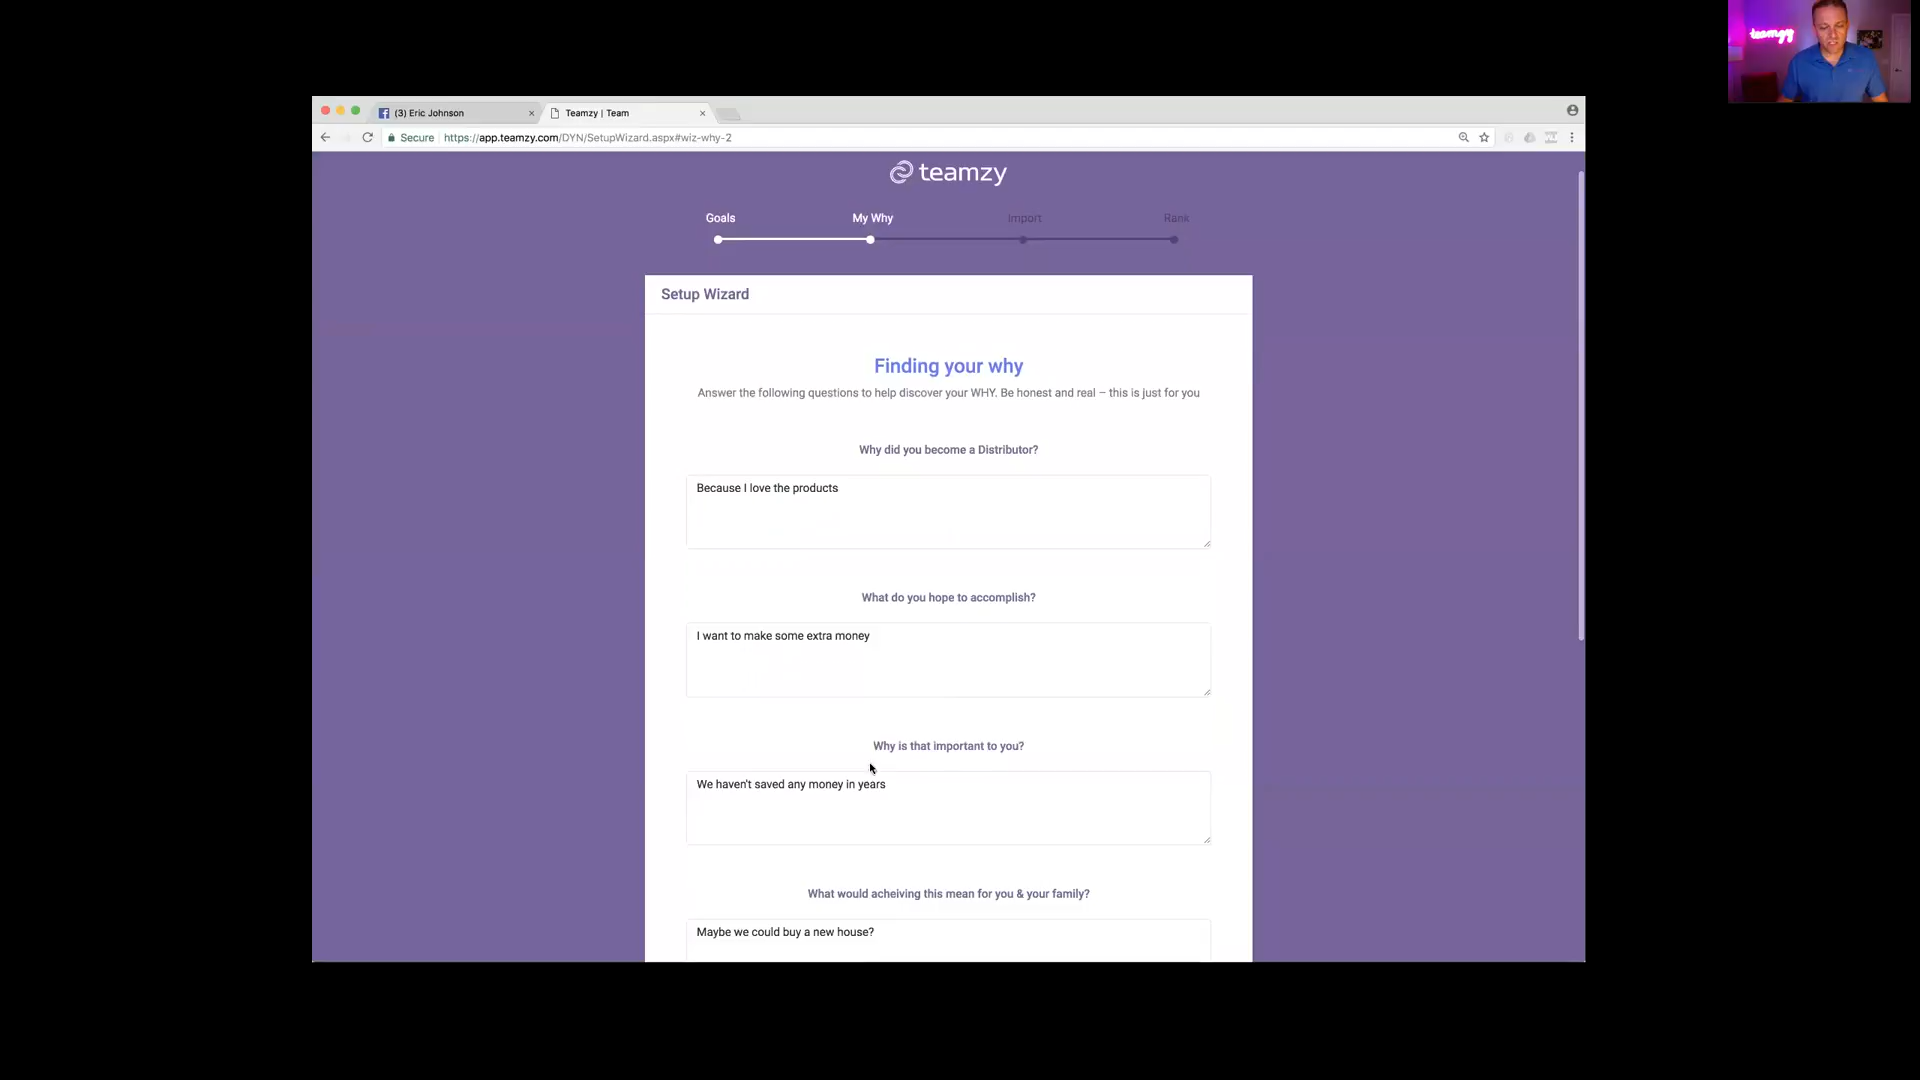 teamzy
(3) Eric Johnson
Teamzy | Team
Secure https://app.teamzy.com/DYN/SetupWizard.aspx#wiz-why-2
teamzy
Goals My Why Import Rank
Setup Wizard
Finding your why
Answer the following questions to help discover your WHY. Be honest and real – this is just for you
Why did you become a Distributor?
Because I love the products
What do you hope to accomplish?
I want to make some extra money
Why is that important to you?
We haven't saved any money in years
What would acheiving this mean for you & your family?
Maybe we could buy a new house?